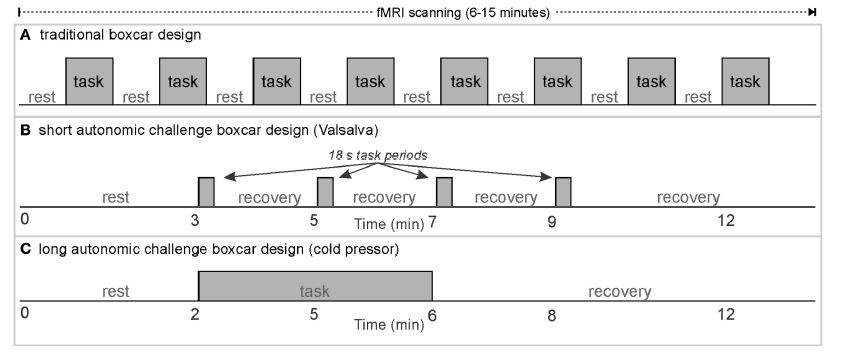 fMRI scanning (6-15 minutes)
A traditional boxcar design
task task task task task task task task
rest rest rest rest rest rest rest rest
B short autonomic challenge boxcar design (Valsalva)
18 s task periods
rest recovery recovery recovery recovery
0 3 5 Time (min) 7 9 12
C long autonomic challenge boxcar design (cold pressor)
rest task recovery
0 2 5 Time (min) 6 8 12